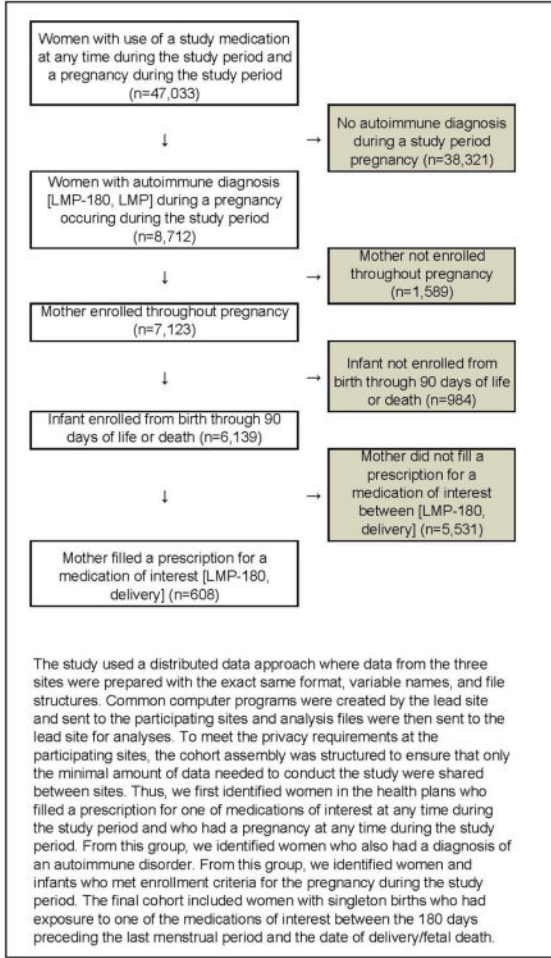 Women with use of a study medication
at any time during the study period and
a pregnancy during the study period
(n=47,033)
↓
→
No autoimmune diagnosis
during a study period
pregnancy (n=38,321)
Women with autoimmune diagnosis
[LMP-180, LMP] during a pregnancy
occuring during the study period
(n=8,712)
↓
→
Mother not enrolled
throughout pregnancy
(n=1,589)
Mother enrolled throughout pregnancy
(n=7,123)
↓
→
Infant not enrolled from
birth through 90 days of life
or death (n=984)
Infant enrolled from birth through 90
days of life or death (n=6,139)
↓
→
Mother did not fill a
prescription for a
medication of interest
between [LMP-180,
delivery] (n=5,531)
Mother filled a prescription for a
medication of interest [LMP-180,
delivery] (n=608)
The study used a distributed data approach where data from the three
sites were prepared with the exact same format, variable names, and file
structures. Common computer programs were created by the lead site
and sent to the participating sites and analysis files were then sent to the
lead site for analyses. To meet the privacy requirements at the
participating sites, the cohort assembly was structured to ensure that only
the minimal amount of data needed to conduct the study were shared
between sites. Thus, we first identified women in the health plans who
filled a prescription for one of medications of interest at any time during
the study period and who had a pregnancy at any time during the study
period. From this group, we identified women who also had a diagnosis of
an autoimmune disorder. From this group, we identified women and
infants who met enrollment criteria for the pregnancy during the study
period. The final cohort included women with singleton births who had
exposure to one of the medications of interest between the 180 days
preceding the last menstrual period and the date of delivery/fetal death.